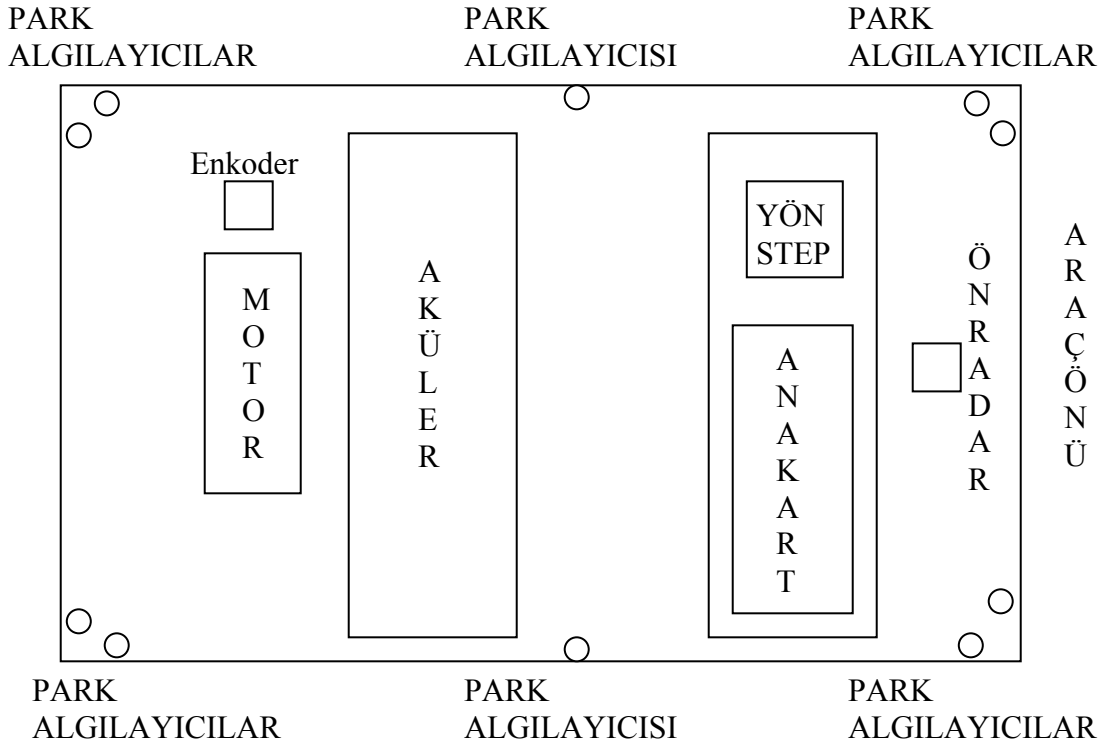 PARK
ALGILAYICILAR
PARK
ALGILAYICISI
PARK
ALGILAYICILAR
Enkoder
MOTOR
AKÜLER
YÖN
STEP
ANAKART
ÖNRADAR
ARAÇÖNÜ
PARK
ALGILAYICILAR
PARK
ALGILAYICISI
PARK
ALGILAYICILAR